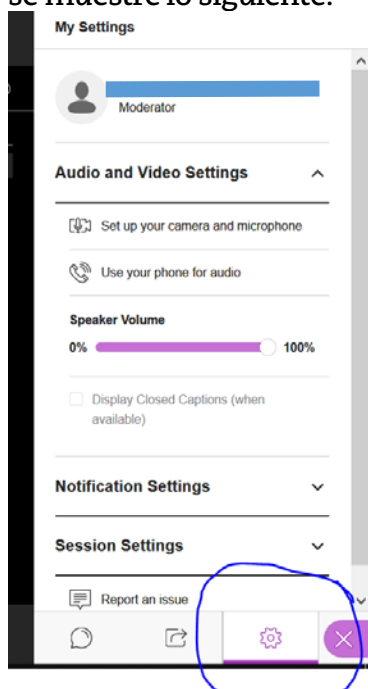 se muestre lo siguiente:
My Settings
Moderator
Audio and Video Settings
Set up your camera and microphone
Use your phone for audio
Speaker Volume
0% 100%
Display Closed Captions (when
available)
Notification Settings
Session Settings
Report an issue